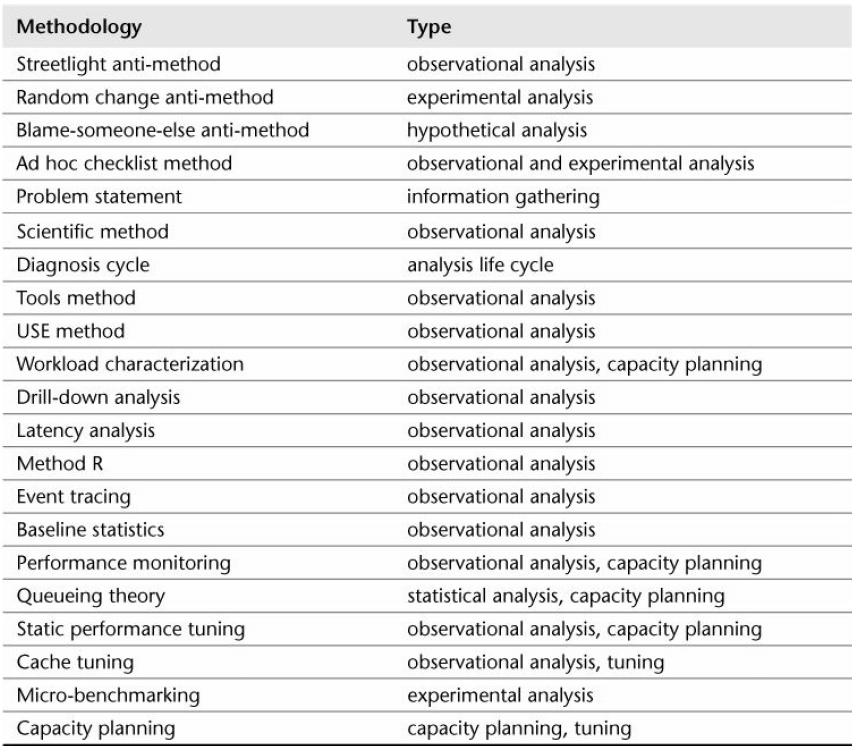 Methodology Type
Streetlight anti-method observational analysis
Random change anti-method experimental analysis
Blame-someone-else anti-method hypothetical analysis
Ad hoc checklist method observational and experimental analysis
Problem statement information gathering
Scientific method observational analysis
Diagnosis cycle analysis life cycle
Tools method observational analysis
USE method observational analysis
Workload characterization observational analysis, capacity planning
Drill-down analysis observational analysis
Latency analysis observational analysis
Method R observational analysis
Event tracing observational analysis
Baseline statistics observational analysis
Performance monitoring observational analysis, capacity planning
Queueing theory statistical analysis, capacity planning
Static performance tuning observational analysis, capacity planning
Cache tuning observational analysis, tuning
Micro-benchmarking experimental analysis
Capacity planning capacity planning, tuning